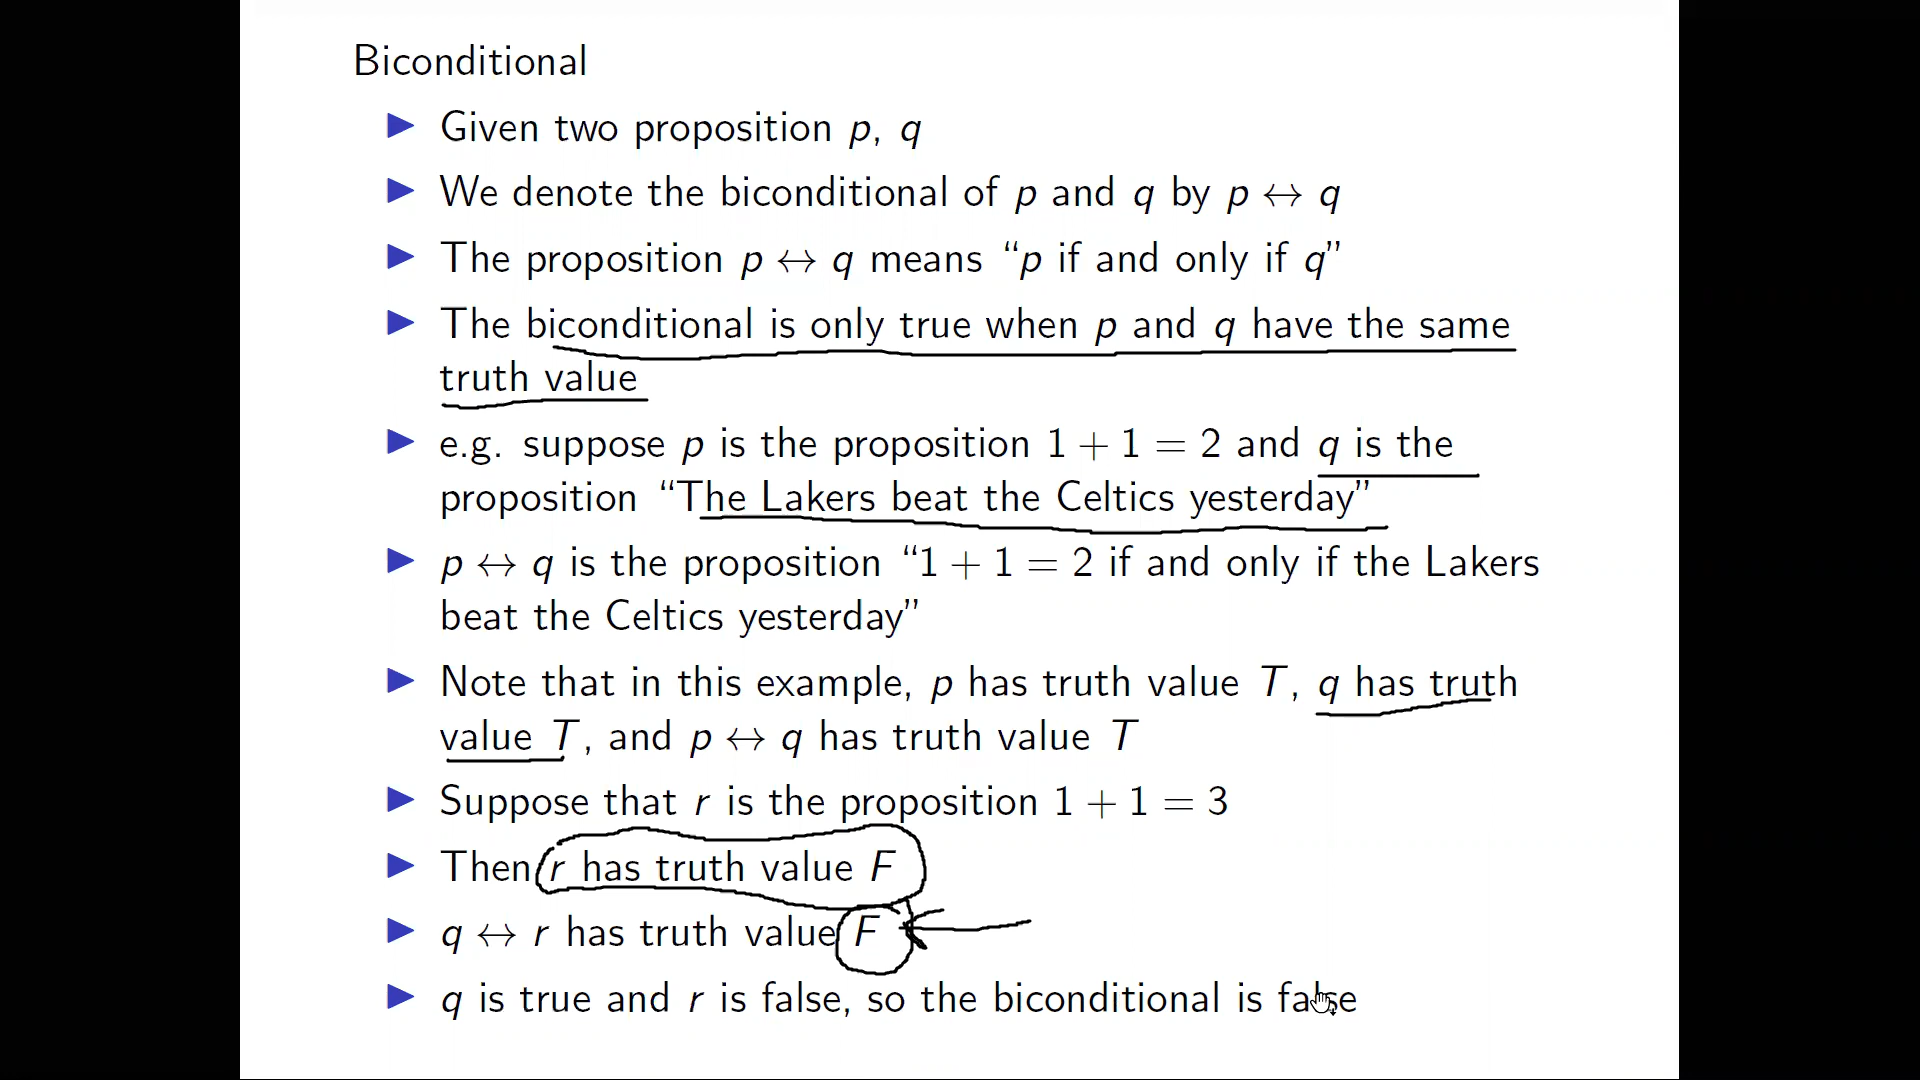 Biconditional
▶ Given two proposition p, q
▶ We denote the biconditional of p and q by p ↔ q
▶ The proposition p ↔ q means “p if and only if q”
▶ The biconditional is only true when p and q have the same
truth value
▶ e.g. suppose p is the proposition 1 + 1 = 2 and q is the
proposition “The Lakers beat the Celtics yesterday”
▶ p ↔ q is the proposition “1 + 1 = 2 if and only if the Lakers
beat the Celtics yesterday”
▶ Note that in this example, p has truth value T, q has truth
value T, and p ↔ q has truth value T
▶ Suppose that r is the proposition 1 + 1 = 3
▶ Then r has truth value F
▶ q ↔ r has truth value F
▶ q is true and r is false, so the biconditional is false